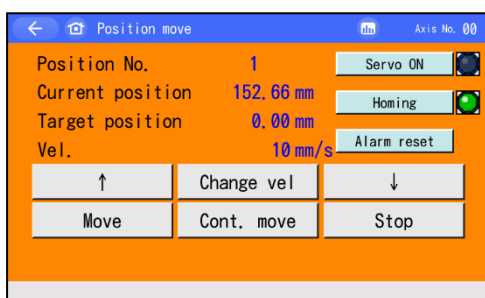 Position move Axis No. 00
Position No. 1 Servo ON
Current position 152.66 mm Homing
Target position 0.00 mm
Vel. 10 mm/s Alarm reset
↑ Change vel ↓
Move Cont. move Stop